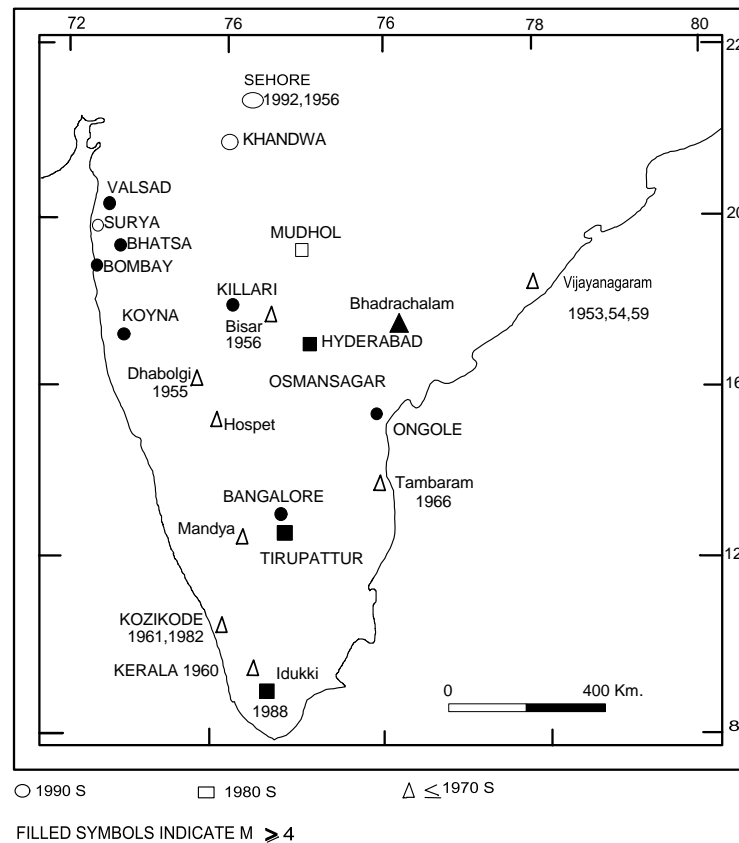 72 76 76 78 80
22
SEHORE
1992,1956
KHANDWA
VALSAD
20
SURYA
MUDHOL
BHATSA
BOMBAY
KILLARI
Vijayanagaram
1953,54,59
KOYNA
Bisar
1956
Bhadrachalam
HYDERABAD
Dhabolgi
1955
OSMANSAGAR
16
Hospet
ONGOLE
Tambaram
1966
BANGALORE
Mandya
TIRUPATTUR
12
KOZIKODE
1961,1982
KERALA 1960
Idukki
1988
0 400 Km.
8
1990 S 1980 S ≤1970 S
FILLED SYMBOLS INDICATE M ⩾ 4